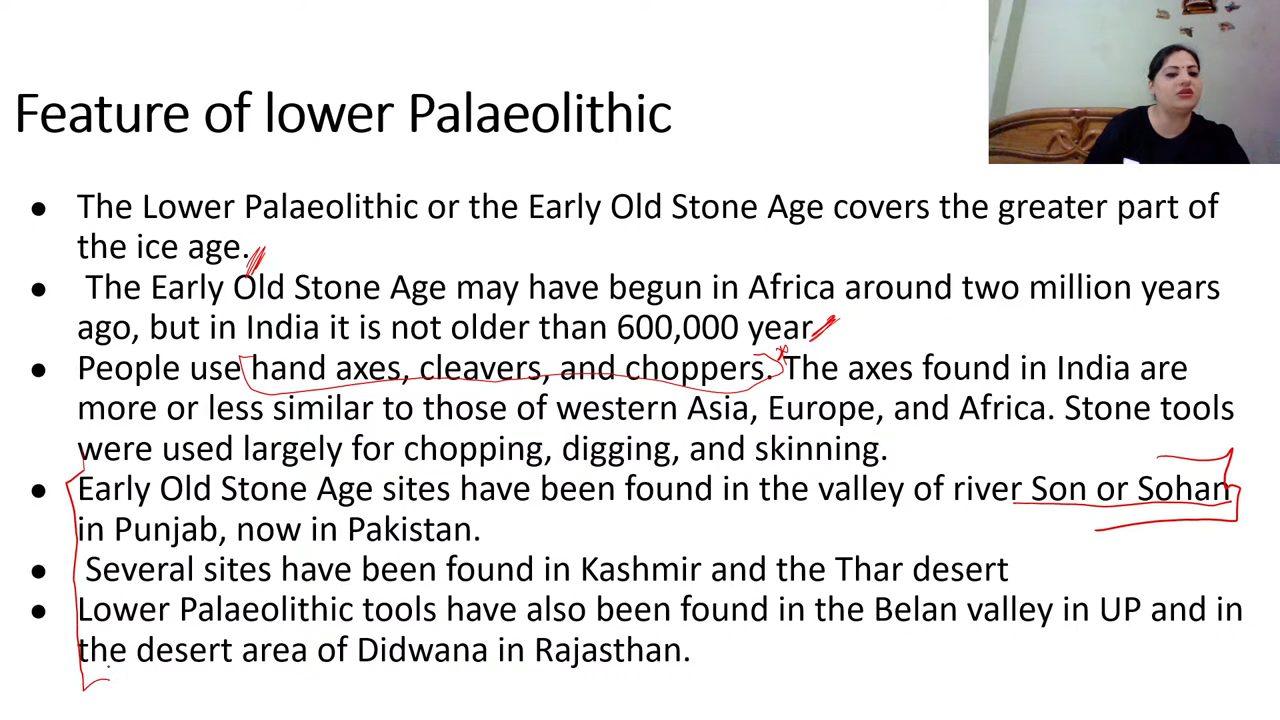 Feature of lower Palaeolithic
● The Lower Palaeolithic or the Early Old Stone Age covers the greater part of
the ice age.
● The Early Old Stone Age may have begun in Africa around two million years
ago, but in India it is not older than 600,000 year
● People use hand axes, cleavers, and choppers. The axes found in India are
more or less similar to those of western Asia, Europe, and Africa. Stone tools
were used largely for chopping, digging, and skinning.
● Early Old Stone Age sites have been found in the valley of river Son or Sohan
in Punjab, now in Pakistan.
● Several sites have been found in Kashmir and the Thar desert
● Lower Palaeolithic tools have also been found in the Belan valley in UP and in
the desert area of Didwana in Rajasthan.